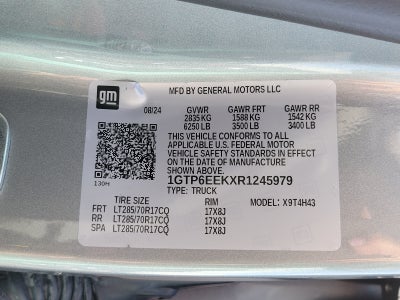 gm
MFD BY GENERAL MOTORS LLC
08/24 GVWR GAWR FRT GAWR RR
2835 KG 1588 KG 1542 KG
6250 LB 3500 LB 3400 LB
THIS VEHICLE CONFORMS TO ALL
APPLICABLE U.S. FEDERAL MOTOR
VEHICLE SAFETY STANDARDS IN EFFECT
ON THE DATE OF MANUFACTURE
SHOWN ABOVE.
1GTP6EEKXR1245979
TYPE: TRUCK
130H
TIRE SIZE RIM MODEL: X9T4H43
FRT LT285/70R17CQ 17X8J
RR LT285/70R17CQ 17X8J
SPA LT285/70R17CQ 17X8J